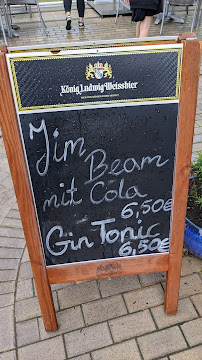 König Ludwig Weissbier
Jim
Beam
mit Cola
6,50€
Gin Tonic
6,50€